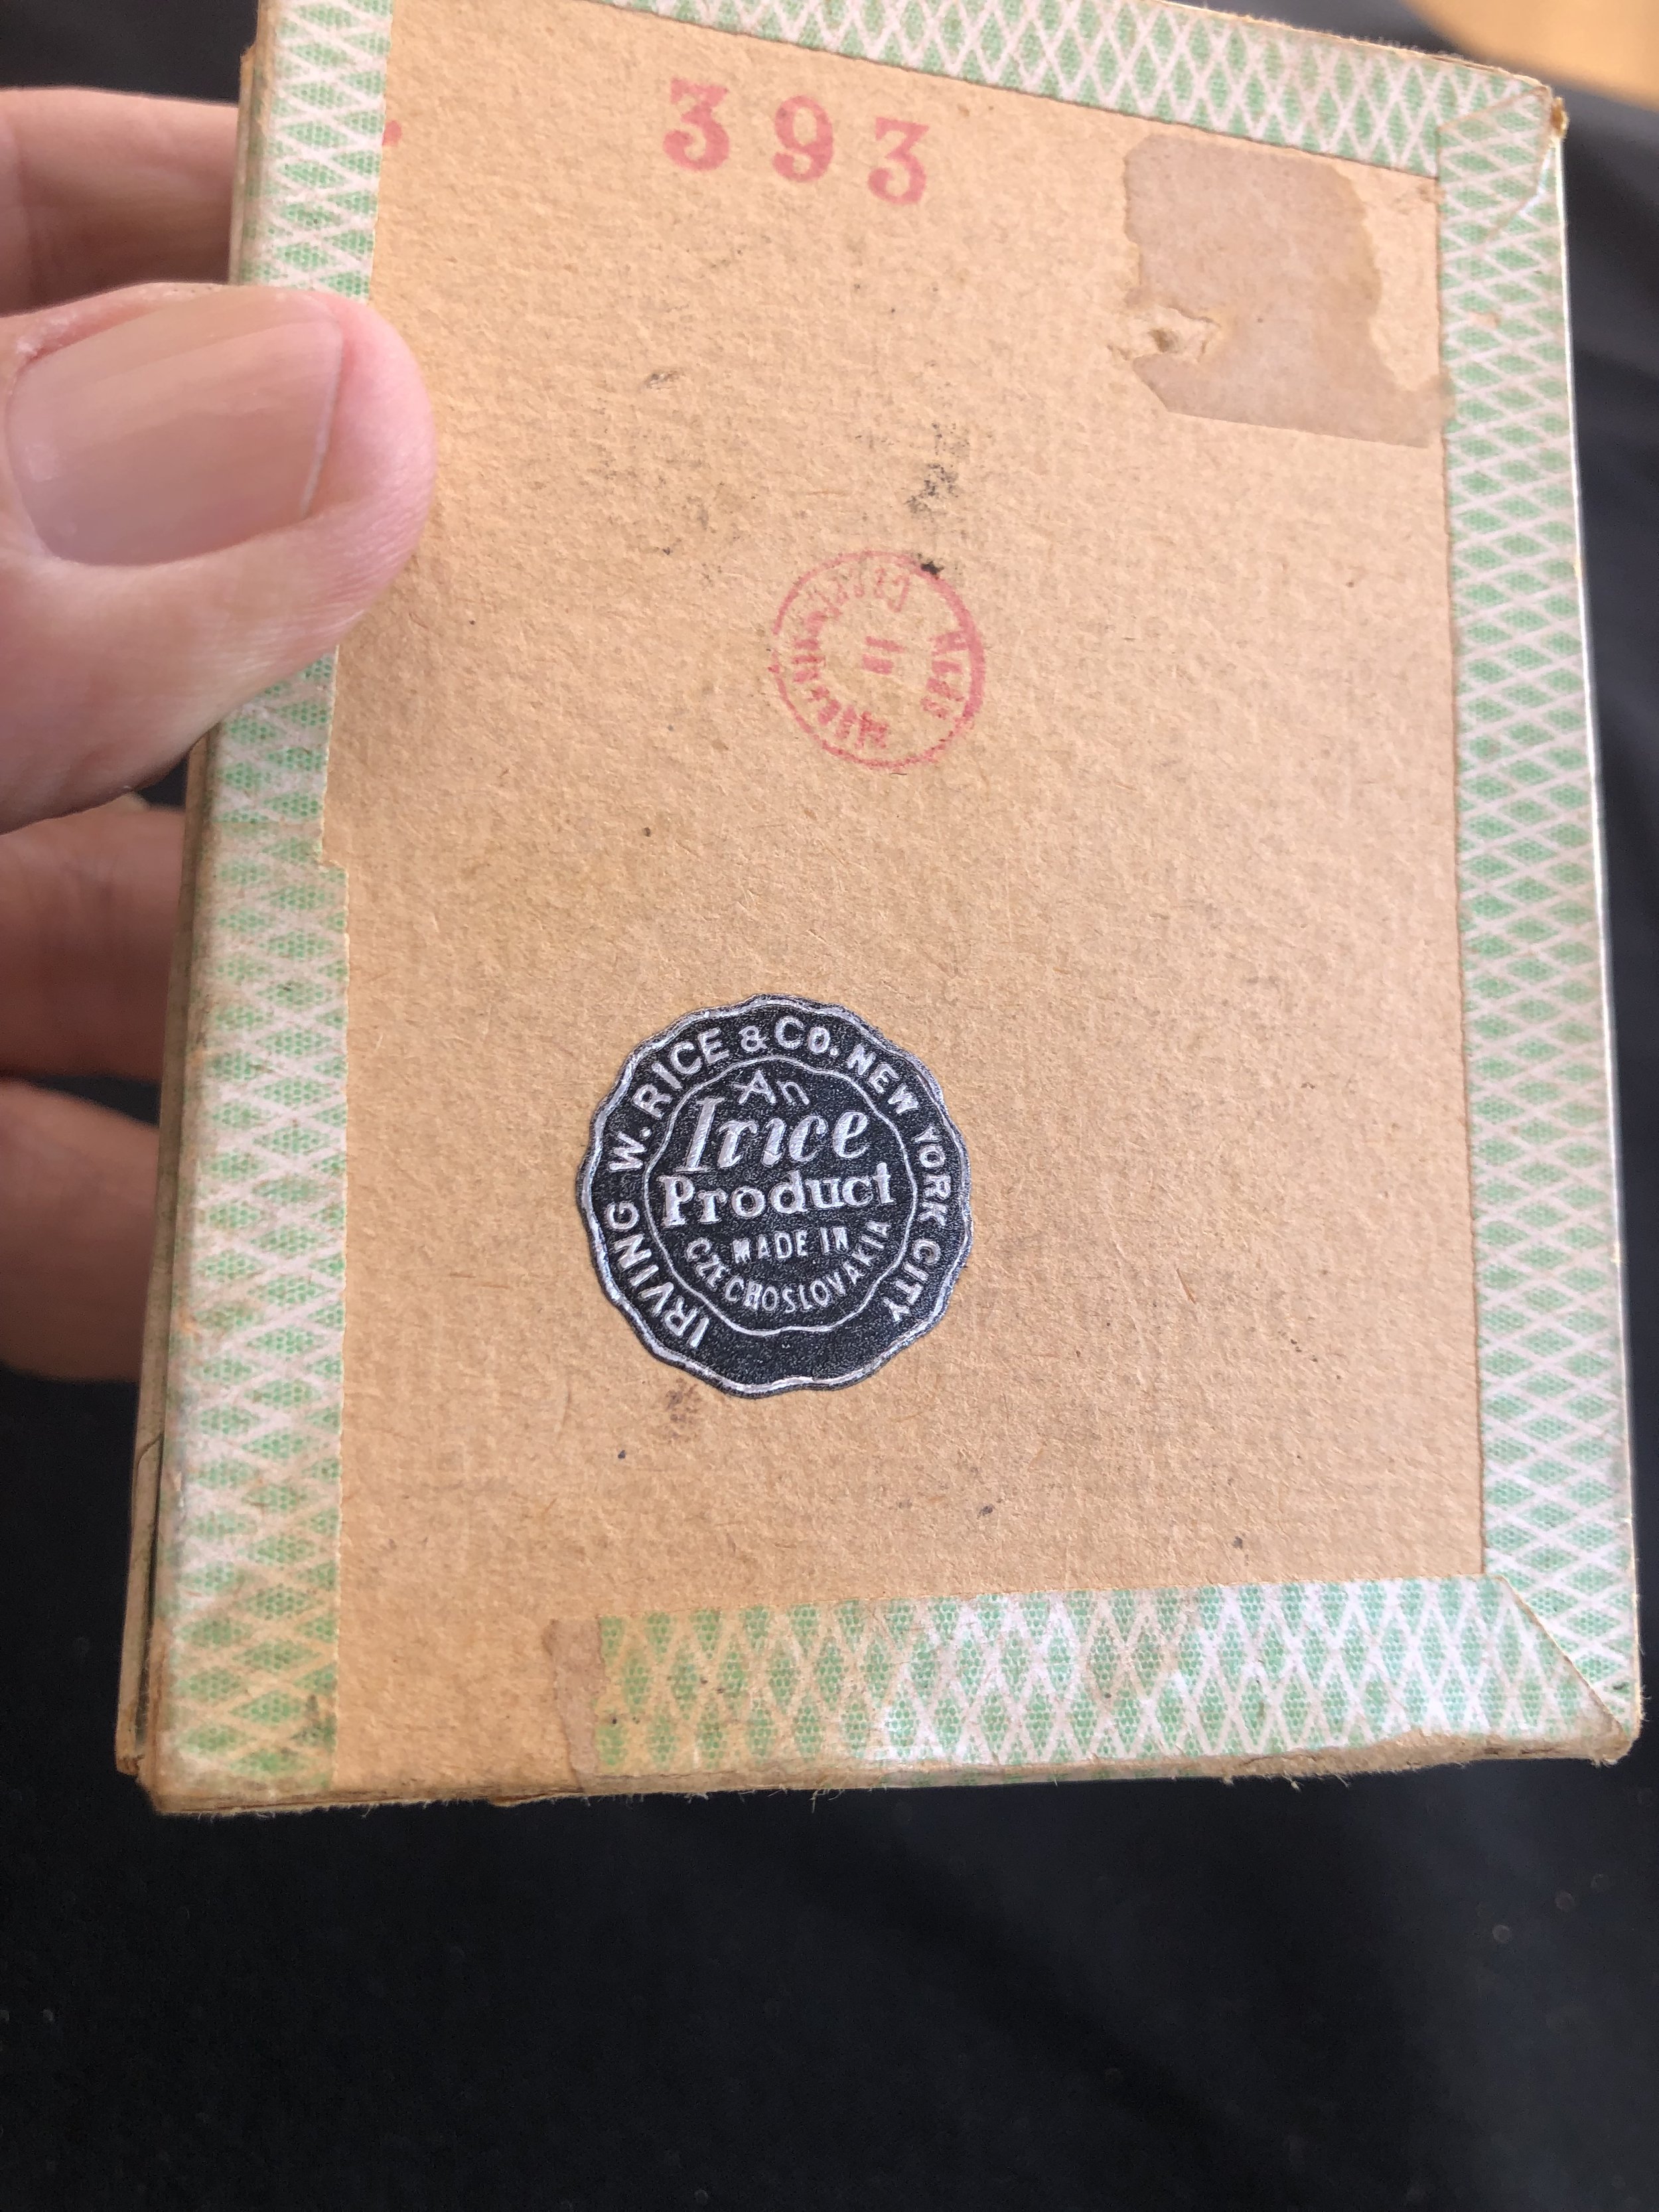 393
IRVING W. RICE & CO. NEW YORK CITY
An
Irice
Product
MADE IN
CZECHOSLOVAKIA